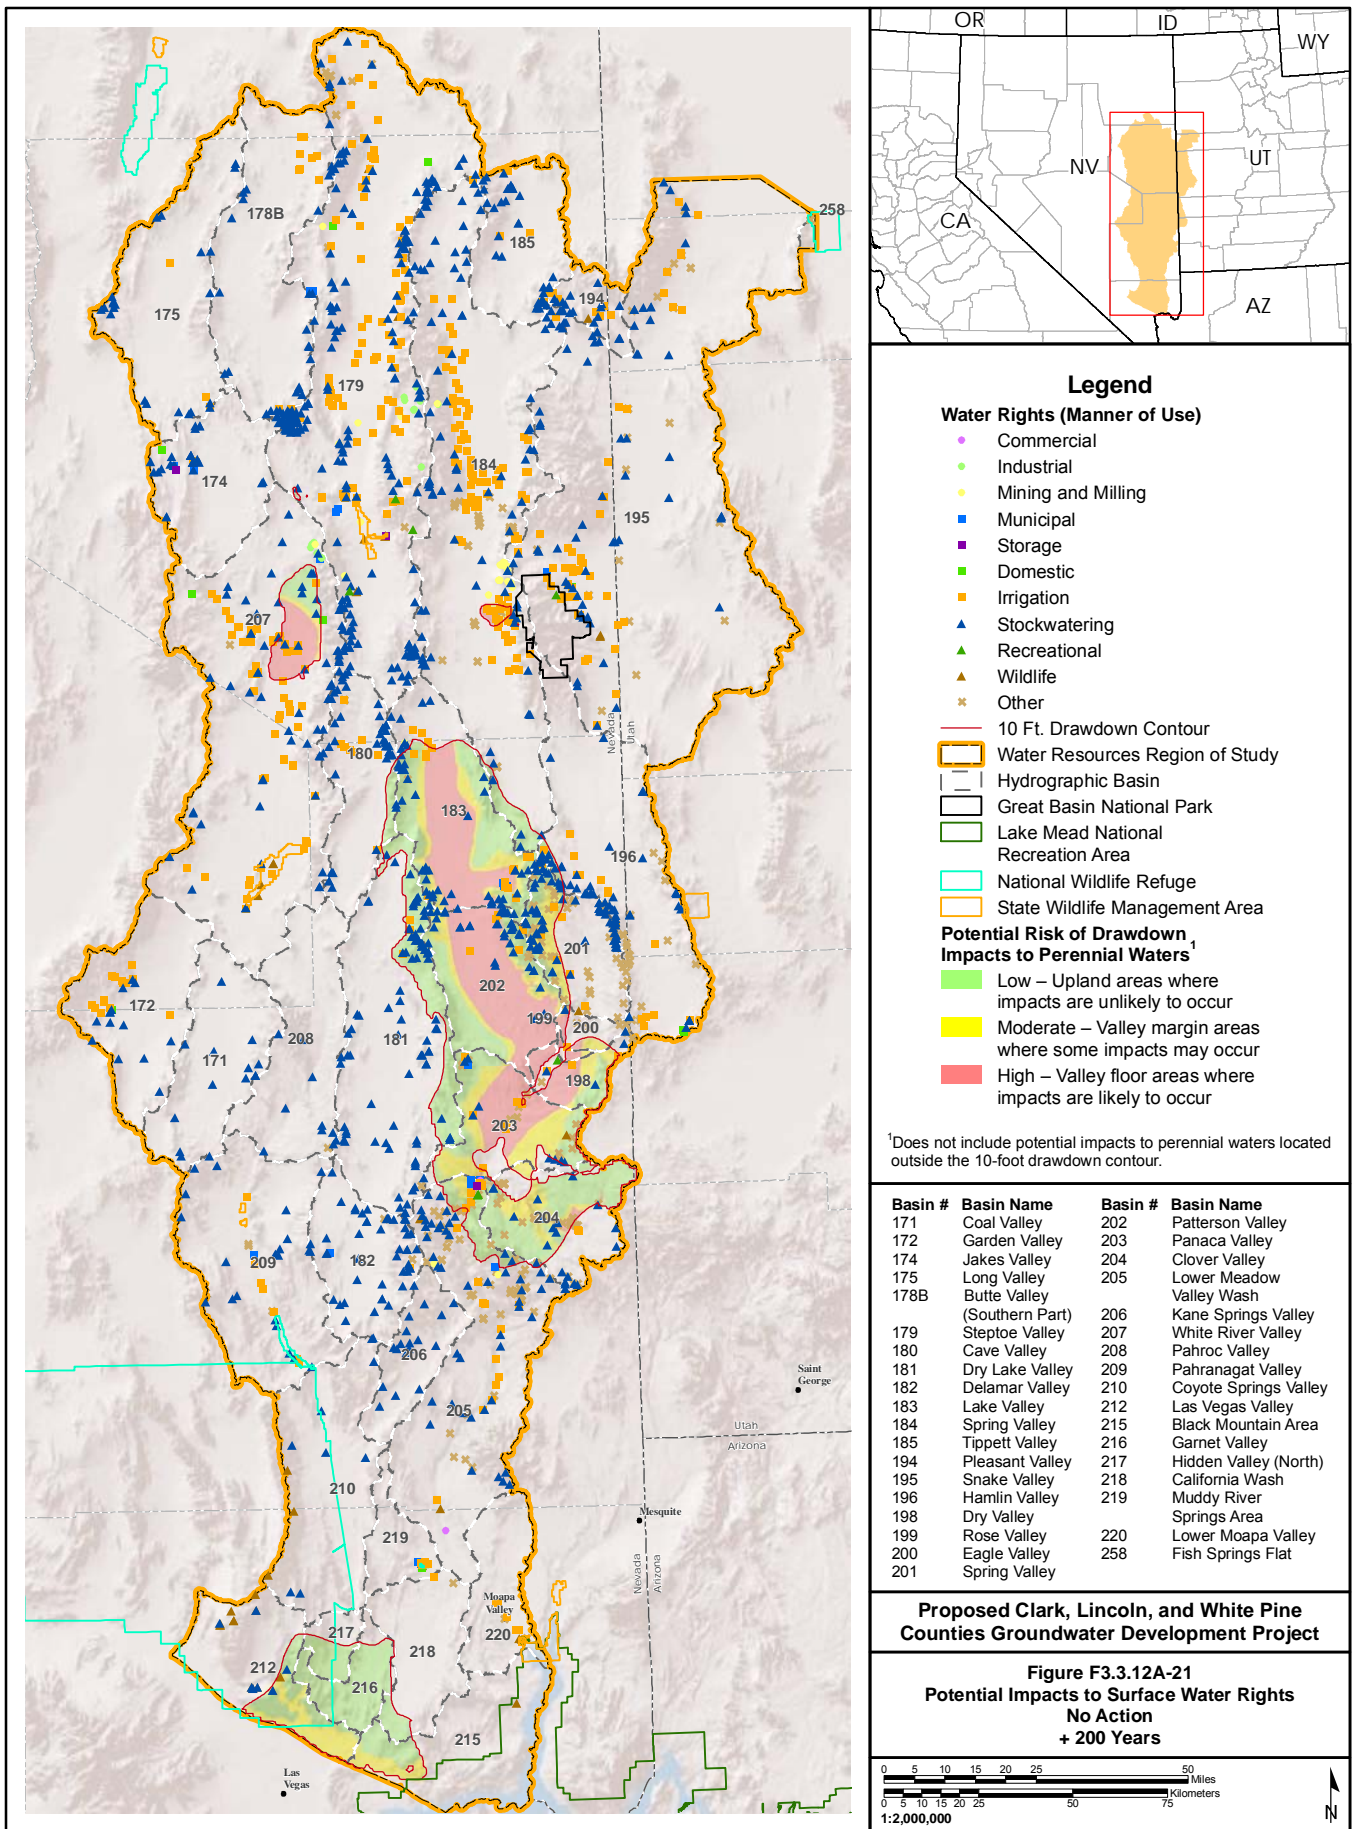 OR
ID
WY
NV
UT
CA
AZ
258
178B
185
175
194
179
184
174
195
207
Nevada
Utah
180
183
196
201
202
172
199
200
208
171
181
198
203
204
209
182
206
205
Saint
George
Utah
Arizona
210
Mesquite
219
Nevada
Arizona
Moapa
Valley
217
220
218
212
216
215
Las
Vegas
Legend
Water Rights (Manner of Use)
Commercial
Industrial
Mining and Milling
Municipal
Storage
Domestic
Irrigation
Stockwatering
Recreational
Wildlife
Other
10 Ft. Drawdown Contour
Water Resources Region of Study
Hydrographic Basin
Great Basin National Park
Lake Mead National
Recreation Area
National Wildlife Refuge
State Wildlife Management Area
Potential Risk of Drawdown
Impacts to Perennial Waters1
Low – Upland areas where
impacts are unlikely to occur
Moderate – Valley margin areas
where some impacts may occur
High – Valley floor areas where
impacts are likely to occur
1Does not include potential impacts to perennial waters located
outside the 10-foot drawdown contour.
Basin # Basin Name Basin # Basin Name
171 Coal Valley 202 Patterson Valley
172 Garden Valley 203 Panaca Valley
174 Jakes Valley 204 Clover Valley
175 Long Valley 205 Lower Meadow
178B Butte Valley Valley Wash
(Southern Part) 206 Kane Springs Valley
179 Steptoe Valley 207 White River Valley
180 Cave Valley 208 Pahroc Valley
181 Dry Lake Valley 209 Pahranagat Valley
182 Delamar Valley 210 Coyote Springs Valley
183 Lake Valley 212 Las Vegas Valley
184 Spring Valley 215 Black Mountain Area
185 Tippett Valley 216 Garnet Valley
194 Pleasant Valley 217 Hidden Valley (North)
195 Snake Valley 218 California Wash
196 Hamlin Valley 219 Muddy River
198 Dry Valley Springs Area
199 Rose Valley 220 Lower Moapa Valley
200 Eagle Valley 258 Fish Springs Flat
201 Spring Valley
Proposed Clark, Lincoln, and White Pine
Counties Groundwater Development Project
Figure F3.3.12A-21
Potential Impacts to Surface Water Rights
No Action
+ 200 Years
0 5 10 15 20 25 50
Miles
Kilometers
0 5 10 15 20 25 50 75
1:2,000,000
N